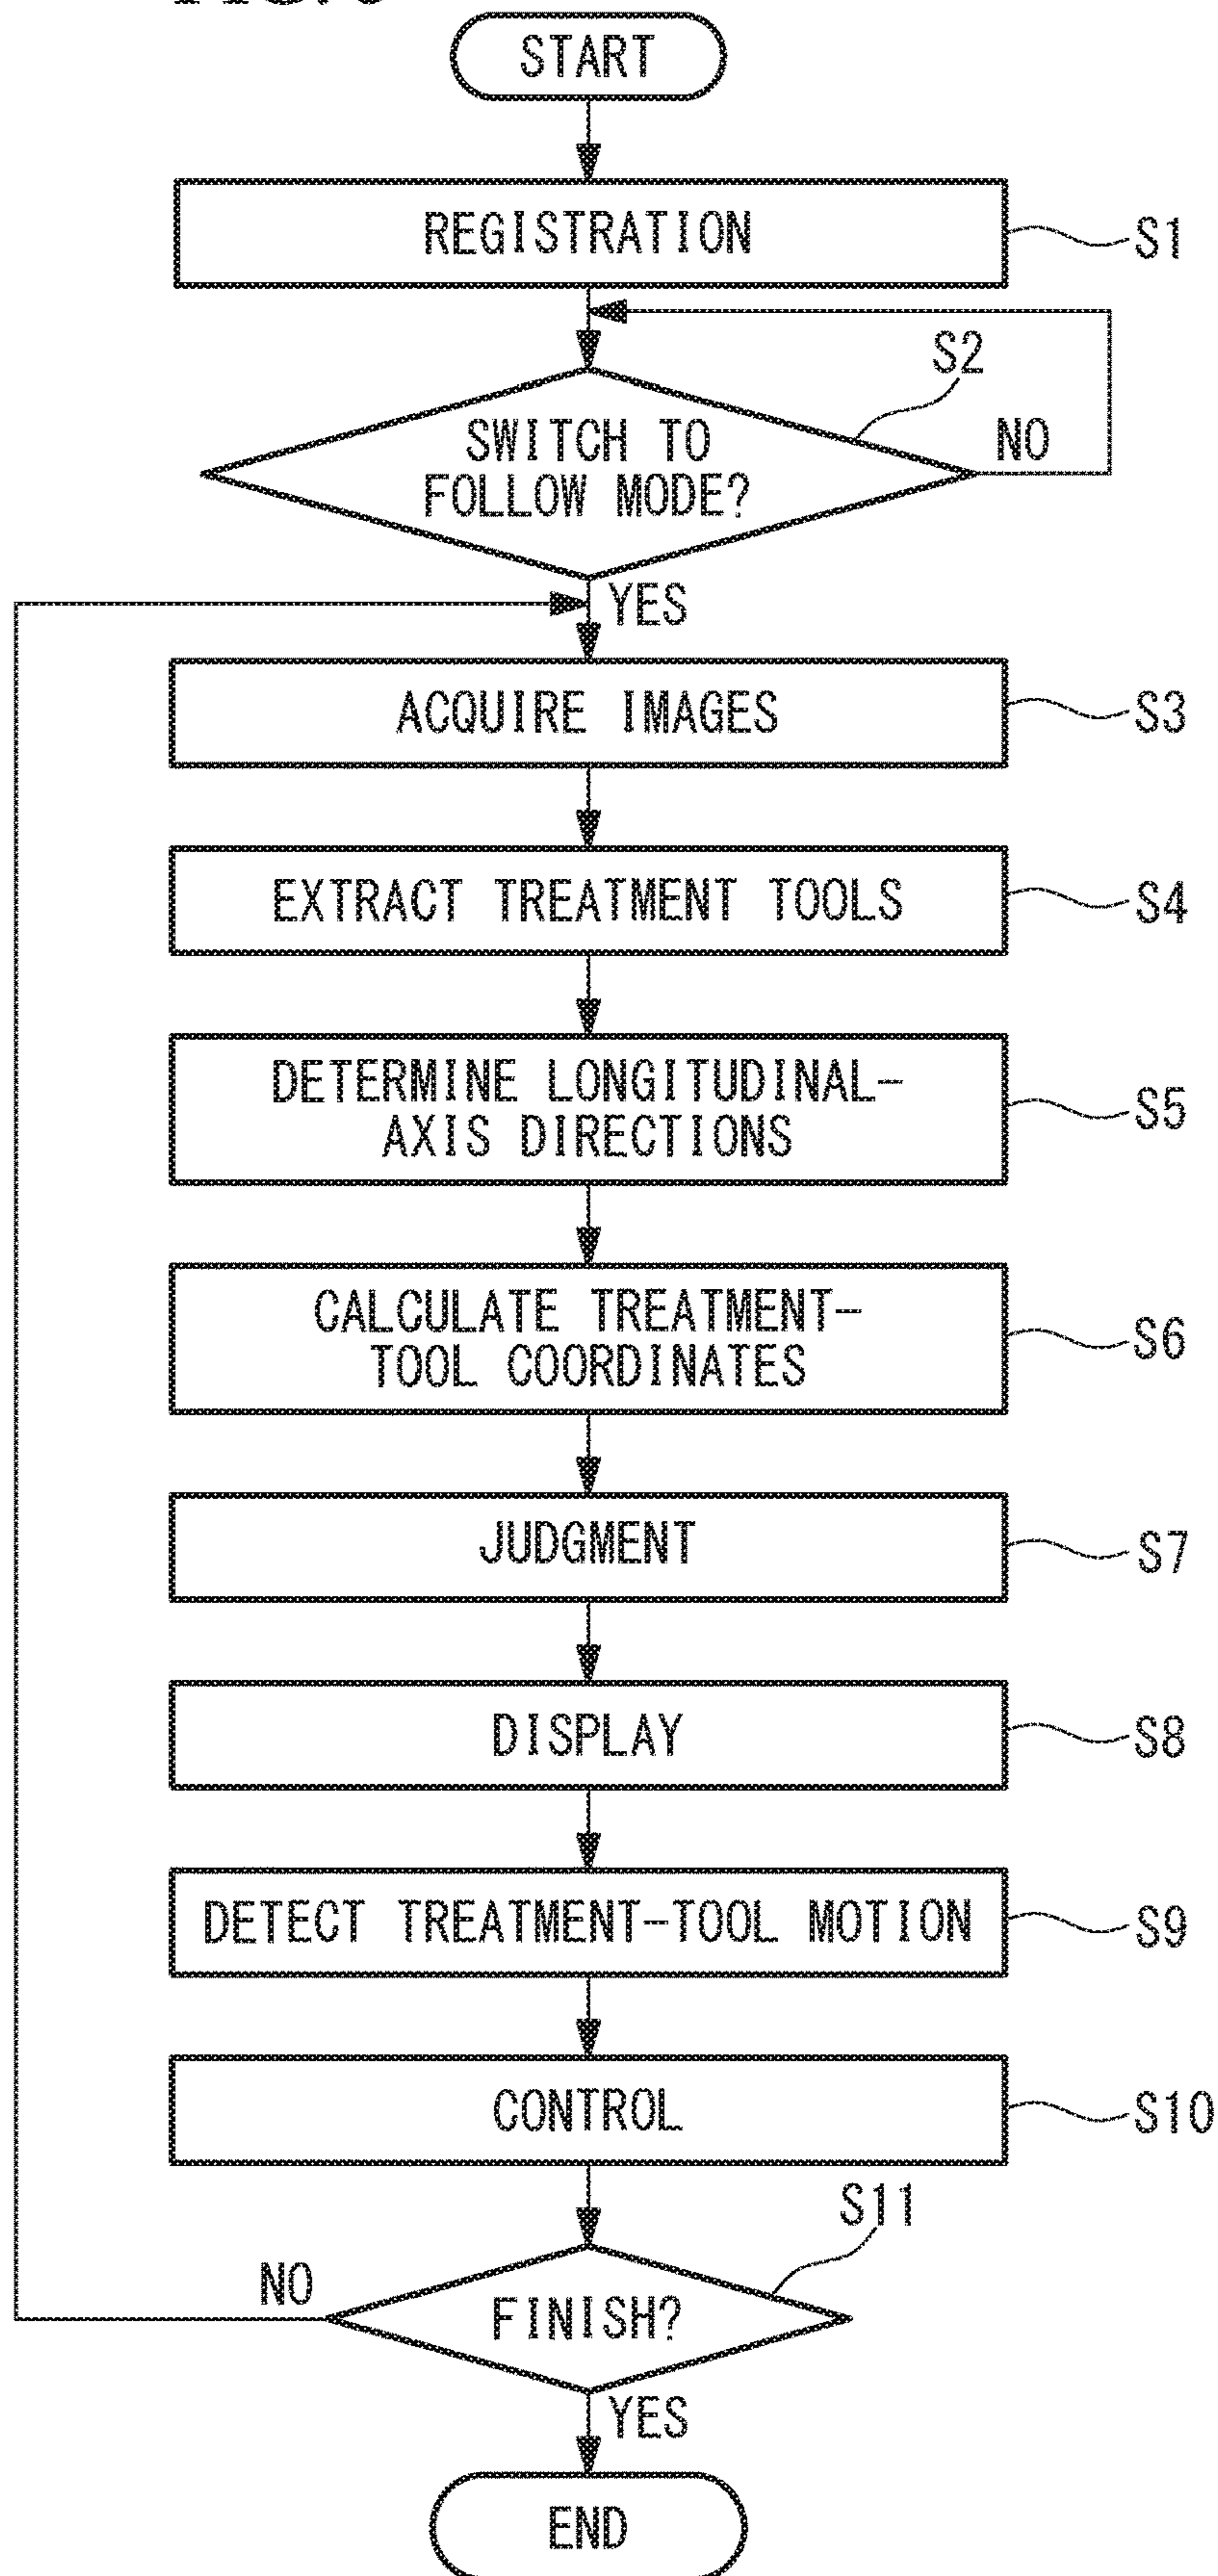 START
REGISTRATION
S1
S2
SWITCH TO
FOLLOW MODE?
NO
YES
ACQUIRE IMAGES
S3
EXTRACT TREATMENT TOOLS
S4
DETERMINE LONGITUDINAL-
AXIS DIRECTIONS
S5
CALCULATE TREATMENT-
TOOL COORDINATES
S6
JUDGMENT
S7
DISPLAY
S8
DETECT TREATMENT-TOOL MOTION
S9
CONTROL
S10
S11
NO
FINISH?
YES
END